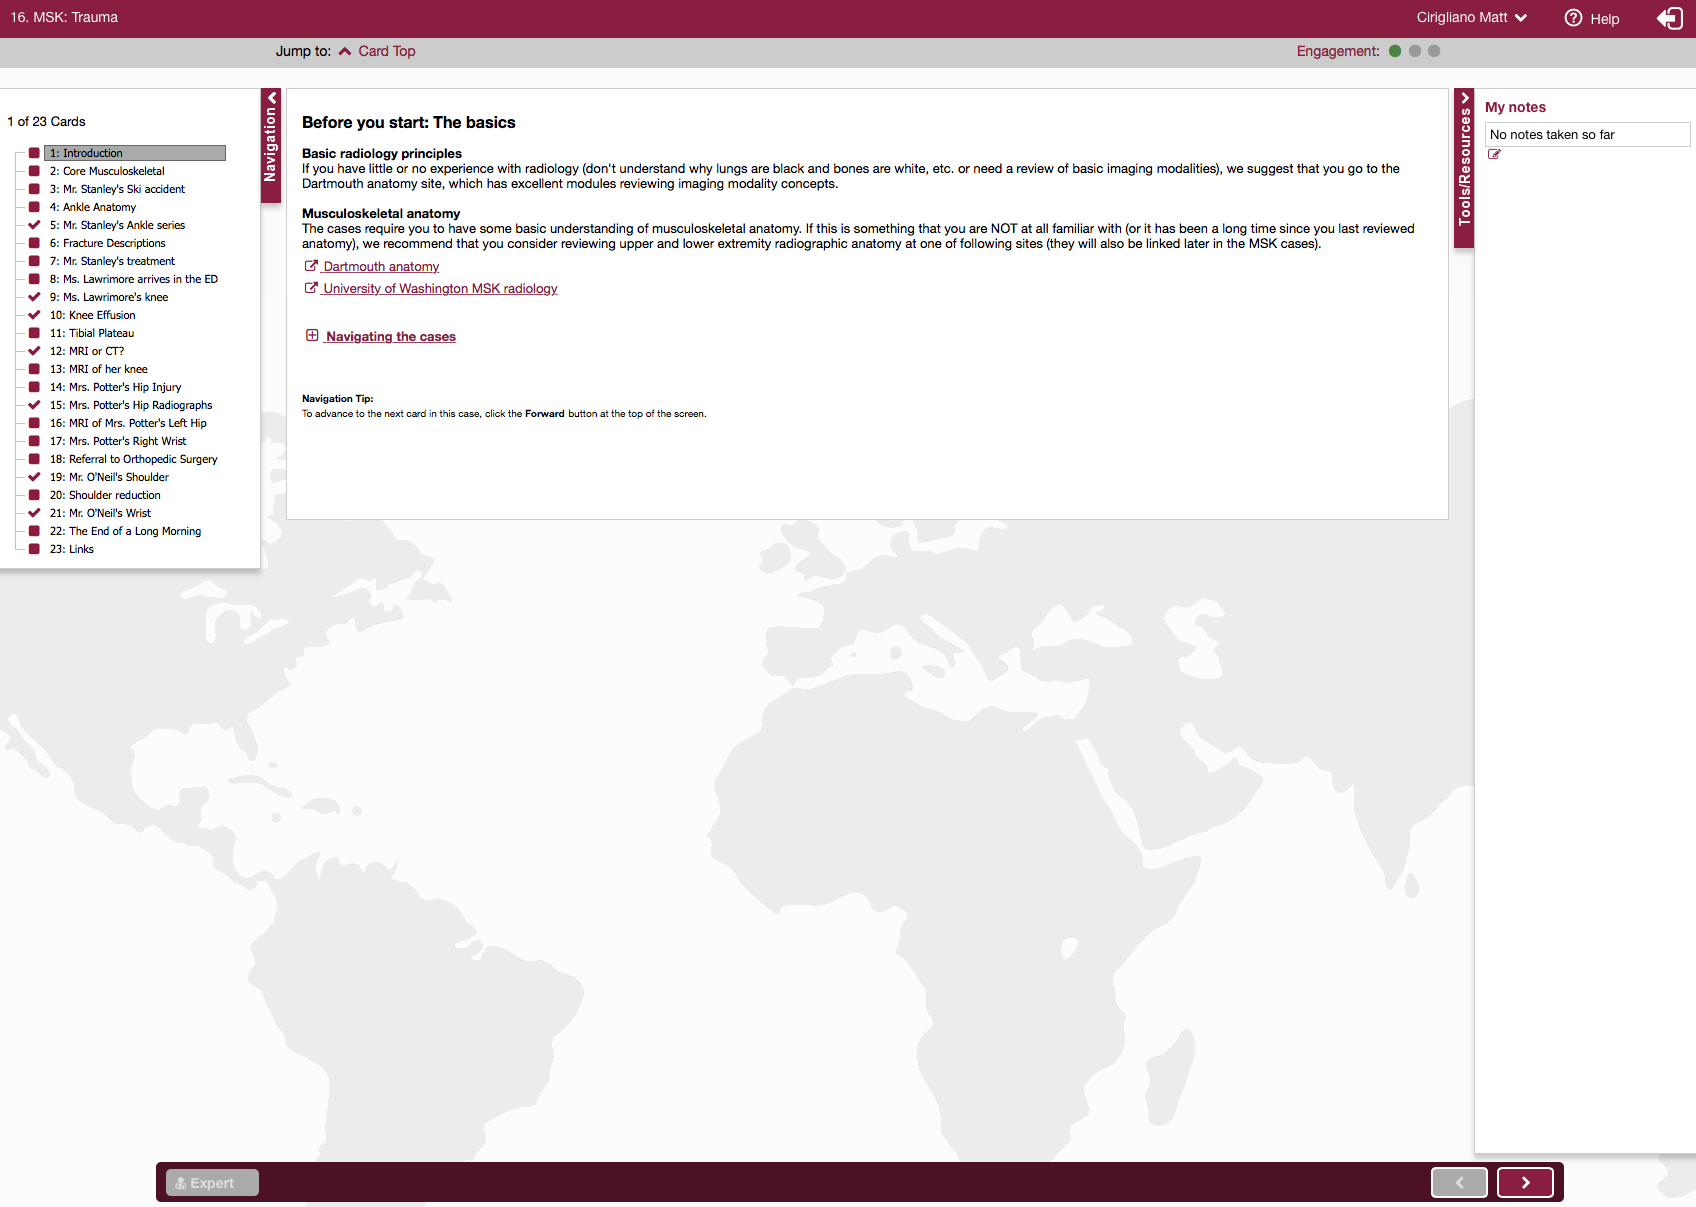 16. MSK: Trauma
Cirigliano Matt
Help
Jump to: Card Top
Engagement:
1 of 23 Cards
1: Introduction
2: Core Musculoskeletal
3: Mr. Stanley's Ski accident
4: Ankle Anatomy
5: Mr. Stanley's Ankle series
6: Fracture Descriptions
7: Mr. Stanley's treatment
8: Ms. Lawrimore arrives in the ED
9: Ms. Lawrimore's knee
10: Knee Effusion
11: Tibial Plateau
12: MRI or CT?
13: MRI of her knee
14: Mrs. Potter's Hip Injury
15: Mrs. Potter's Hip Radiographs
16: MRI of Mrs. Potter's Left Hip
17: Mrs. Potter's Right Wrist
18: Referral to Orthopedic Surgery
19: Mr. O'Neil's Shoulder
20: Shoulder reduction
21: Mr. O'Neil's Wrist
22: The End of a Long Morning
23: Links
Navigation
Before you start: The basics
Basic radiology principles
If you have little or no experience with radiology (don't understand why lungs are black and bones are white, etc. or need a review of basic imaging modalities), we suggest that you go to the
Dartmouth anatomy site, which has excellent modules reviewing imaging modality concepts.
Musculoskeletal anatomy
The cases require you to have some basic understanding of musculoskeletal anatomy. If this is something that you are NOT at all familiar with (or it has been a long time since you last reviewed
anatomy), we recommend that you consider reviewing upper and lower extremity radiographic anatomy at one of following sites (they will also be linked later in the MSK cases).
Dartmouth anatomy
University of Washington MSK radiology
Navigating the cases
Navigation Tip:
To advance to the next card in this case, click the Forward button at the top of the screen.
Tools/Resources
My notes
No notes taken so far
Expert